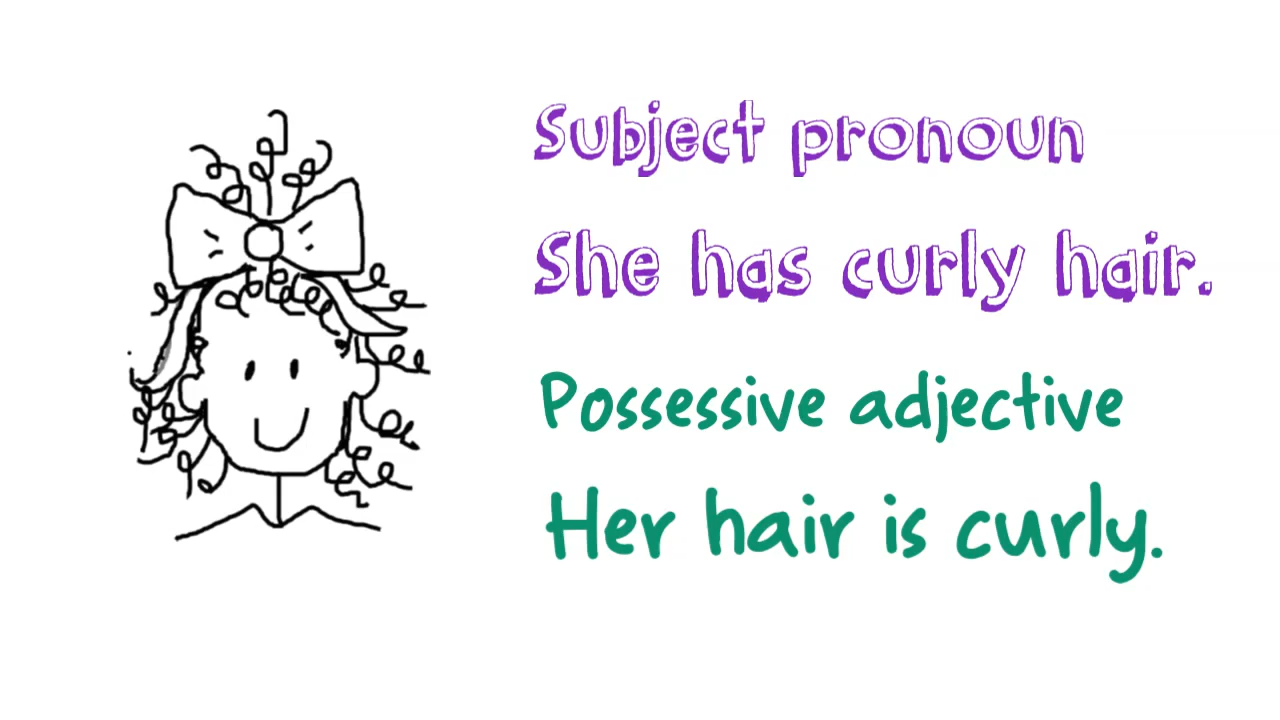 Subject pronoun
She has curly hair.
Possessive adjective
Her hair is curly.